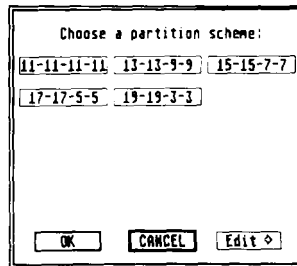 Choose a partition scheme:
11-11-11-11 13-13-9-9 15-15-7-7
17-17-5-5 19-19-3-3
OK CANCEL Edit ◇